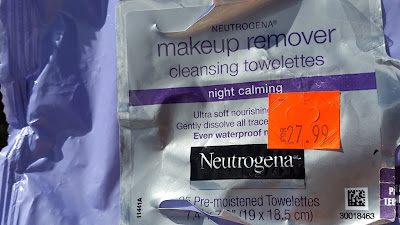 NEUTROGENA®
makeup remover
cleansing towelettes
night calming
Ultra soft nourishing
Gently dissolve all trace
Even waterproof
27.99
Neutrogena
Pre-moistened Towelettes
(19 x 18.5 cm)
11441A
30018463